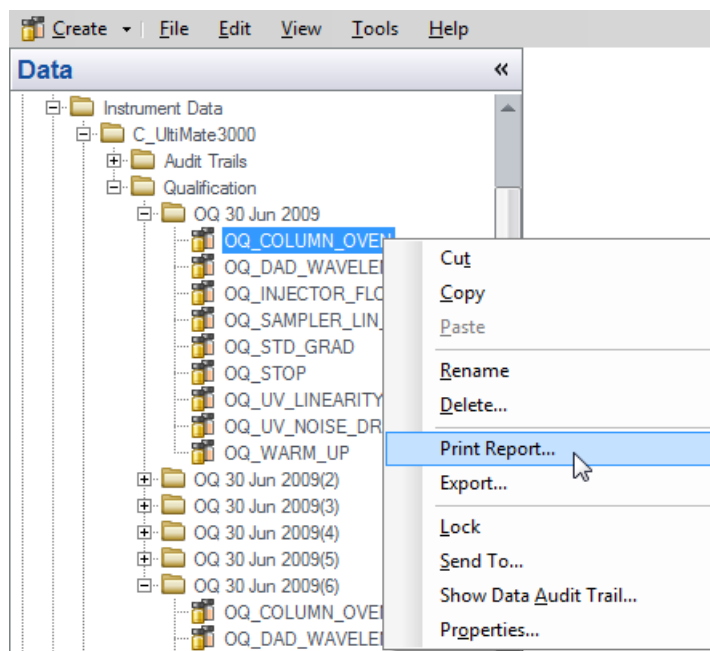 Create File Edit View Tools Help
Data «
Instrument Data
C_UltiMate3000
Audit Trails
Qualification
OQ 30 Jun 2009
OQ_COLUMN_OVEN
OQ_DAD_WAVELE
OQ_INJECTOR_FLO
OQ_SAMPLER_LIN_
OQ_STD_GRAD
OQ_STOP
OQ_UV_LINEARITY
OQ_UV_NOISE_DR
OQ_WARM_UP
OQ 30 Jun 2009(2)
OQ 30 Jun 2009(3)
OQ 30 Jun 2009(4)
OQ 30 Jun 2009(5)
OQ 30 Jun 2009(6)
OQ_COLUMN_OVE
OQ_DAD_WAVELE
Cut
Copy
Paste
Rename
Delete...
Print Report...
Export...
Lock
Send To...
Show Data Audit Trail...
Properties...